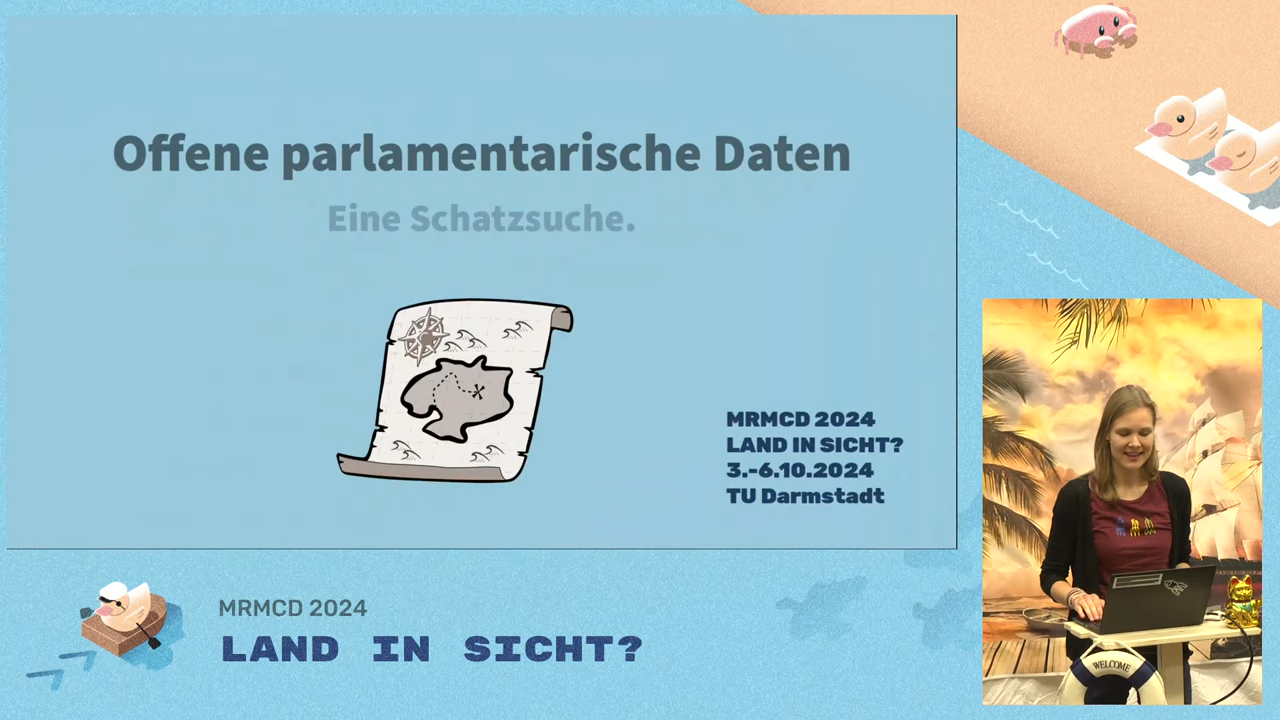 Offene parlamentarische Daten
Eine Schatzsuche.
MRMCD 2024
LAND IN SICHT?
3.-6.10.2024
TU Darmstadt
MRMCD 2024
LAND IN SICHT?
WELCOME